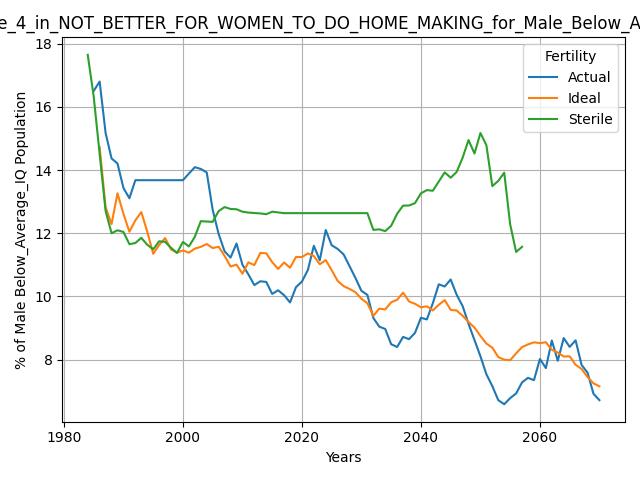 e_4_in_NOT_BETTER_FOR_WOMEN_TO_DO_HOME_MAKING_for_Male_Below_A
Fertility
Actual
Ideal
Sterile
% of Male Below_Average_IQ Population
18
16
14
12
10
8
1980
2000
2020
2040
2060
Years